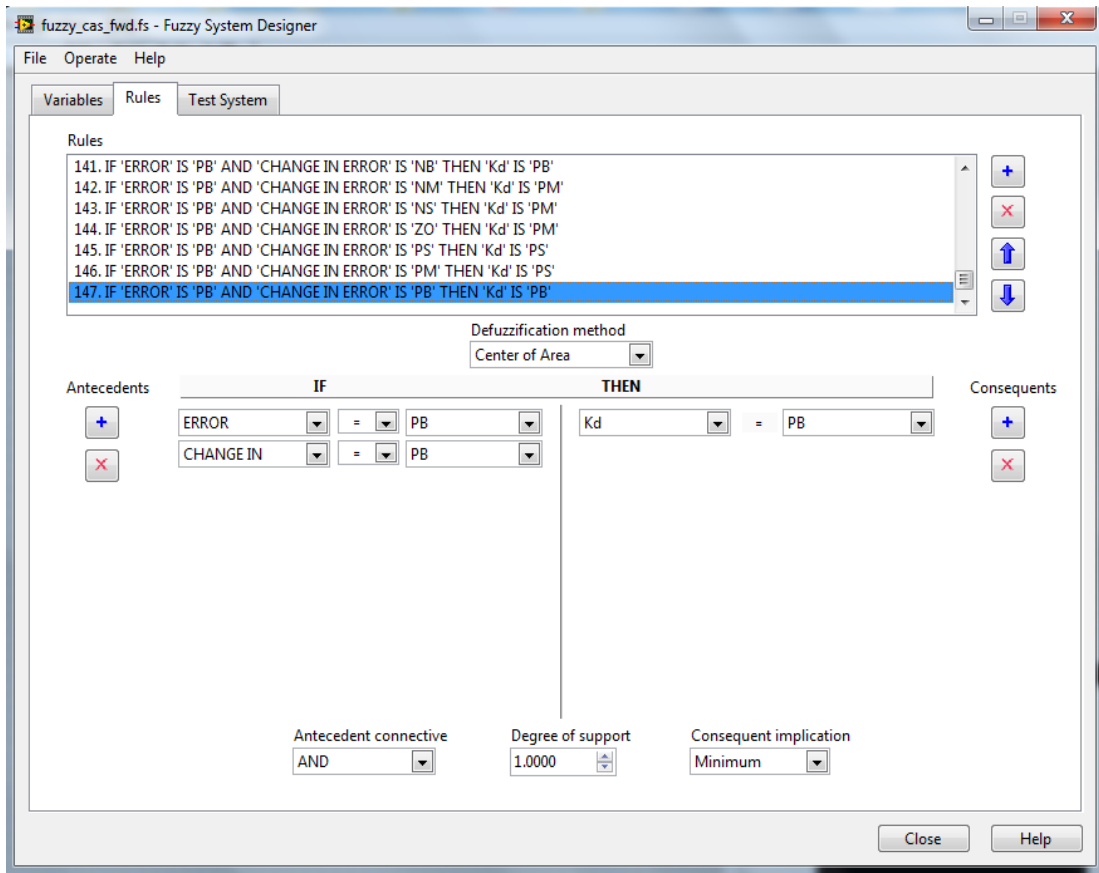 fuzzy_cas_fwd.fs - Fuzzy System Designer
File Operate Help
Variables Rules Test System
Rules
141. IF 'ERROR' IS 'PB' AND 'CHANGE IN ERROR' IS 'NB' THEN 'Kd' IS 'PB'
142. IF 'ERROR' IS 'PB' AND 'CHANGE IN ERROR' IS 'NM' THEN 'Kd' IS 'PM'
143. IF 'ERROR' IS 'PB' AND 'CHANGE IN ERROR' IS 'NS' THEN 'Kd' IS 'PM'
144. IF 'ERROR' IS 'PB' AND 'CHANGE IN ERROR' IS 'ZO' THEN 'Kd' IS 'PM'
145. IF 'ERROR' IS 'PB' AND 'CHANGE IN ERROR' IS 'PS' THEN 'Kd' IS 'PS'
146. IF 'ERROR' IS 'PB' AND 'CHANGE IN ERROR' IS 'PM' THEN 'Kd' IS 'PS'
147. IF 'ERROR' IS 'PB' AND 'CHANGE IN ERROR' IS 'PB' THEN 'Kd' IS 'PB'
Defuzzification method
Center of Area
Antecedents IF THEN Consequents
ERROR = PB Kd = PB
CHANGE IN = PB
Antecedent connective Degree of support Consequent implication
AND 1.0000 Minimum
Close Help